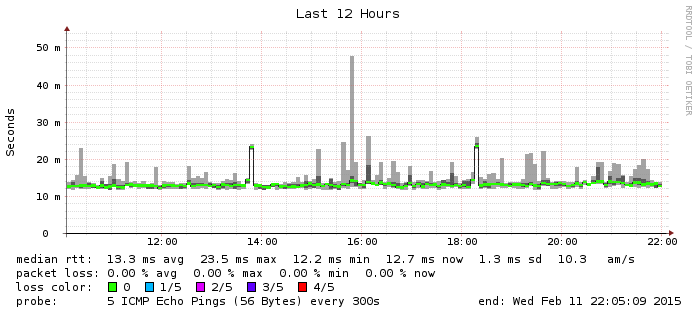 Last 12 Hours
RRDTOOL / TOBI OETIKER
Seconds
50 m
40 m
30 m
20 m
10 m
0
12:00 14:00 16:00 18:00 20:00 22:00
median rtt: 13.3 ms avg 23.5 ms max 12.2 ms min 12.7 ms now 1.3 ms sd 10.3 am/s
packet loss: 0.00 % avg 0.00 % max 0.00 % min 0.00 % now
loss color: 0 1/5 2/5 3/5 4/5
probe: 5 ICMP Echo Pings (56 Bytes) every 300s end: Wed Feb 11 22:05:09 2015